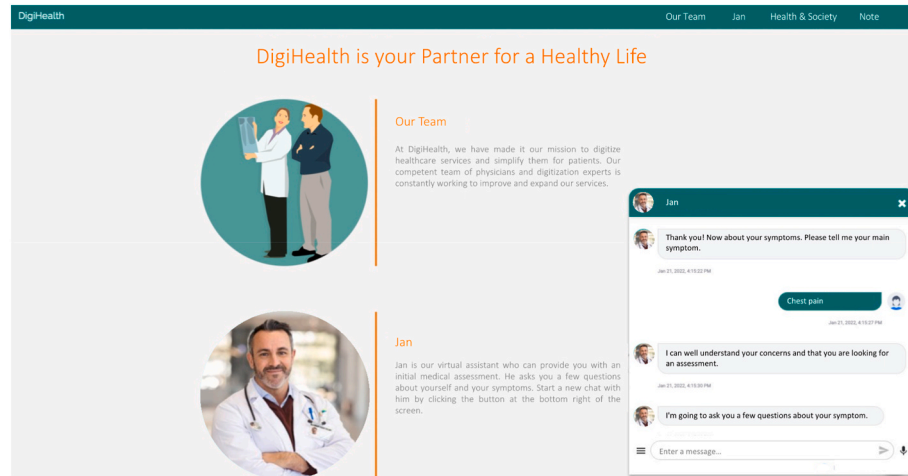 DigiHealth
Our Team Jan Health & Society Note
DigiHealth is your Partner for a Healthy Life
Our Team
At DigiHealth, we have made it our mission to digitize
healthcare services and simplify them for patients. Our
competent team of physicians and digitization experts is
constantly working to improve and expand our services.
Jan
Jan is our virtual assistant who can provide you with an
initial medical assessment. He asks you a few questions
about yourself and your symptoms. Start a new chat with
him by clicking the button at the bottom right of the
screen.
Jan
Thank you! Now about your symptoms. Please tell me your main
symptom.
Jan 21, 2022, 4:15:22 PM
Chest pain
Jan 21, 2022, 4:15:27 PM
I can well understand your concerns and that you are looking for
an assessment.
Jan 21, 2022, 4:15:30 PM
I'm going to ask you a few questions about your symptom.
Enter a message...